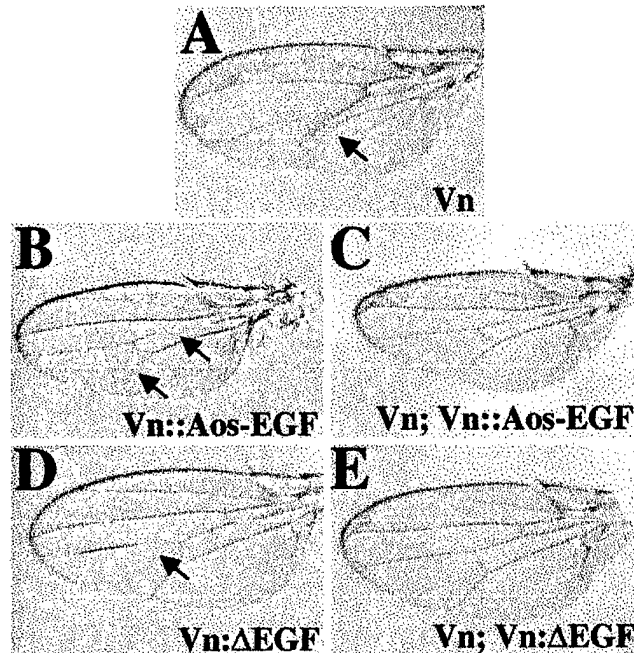 A
Vn
B
Vn::Aos-EGF
C
Vn; Vn::Aos-EGF
D
Vn:ΔEGF
E
Vn; Vn:ΔEGF